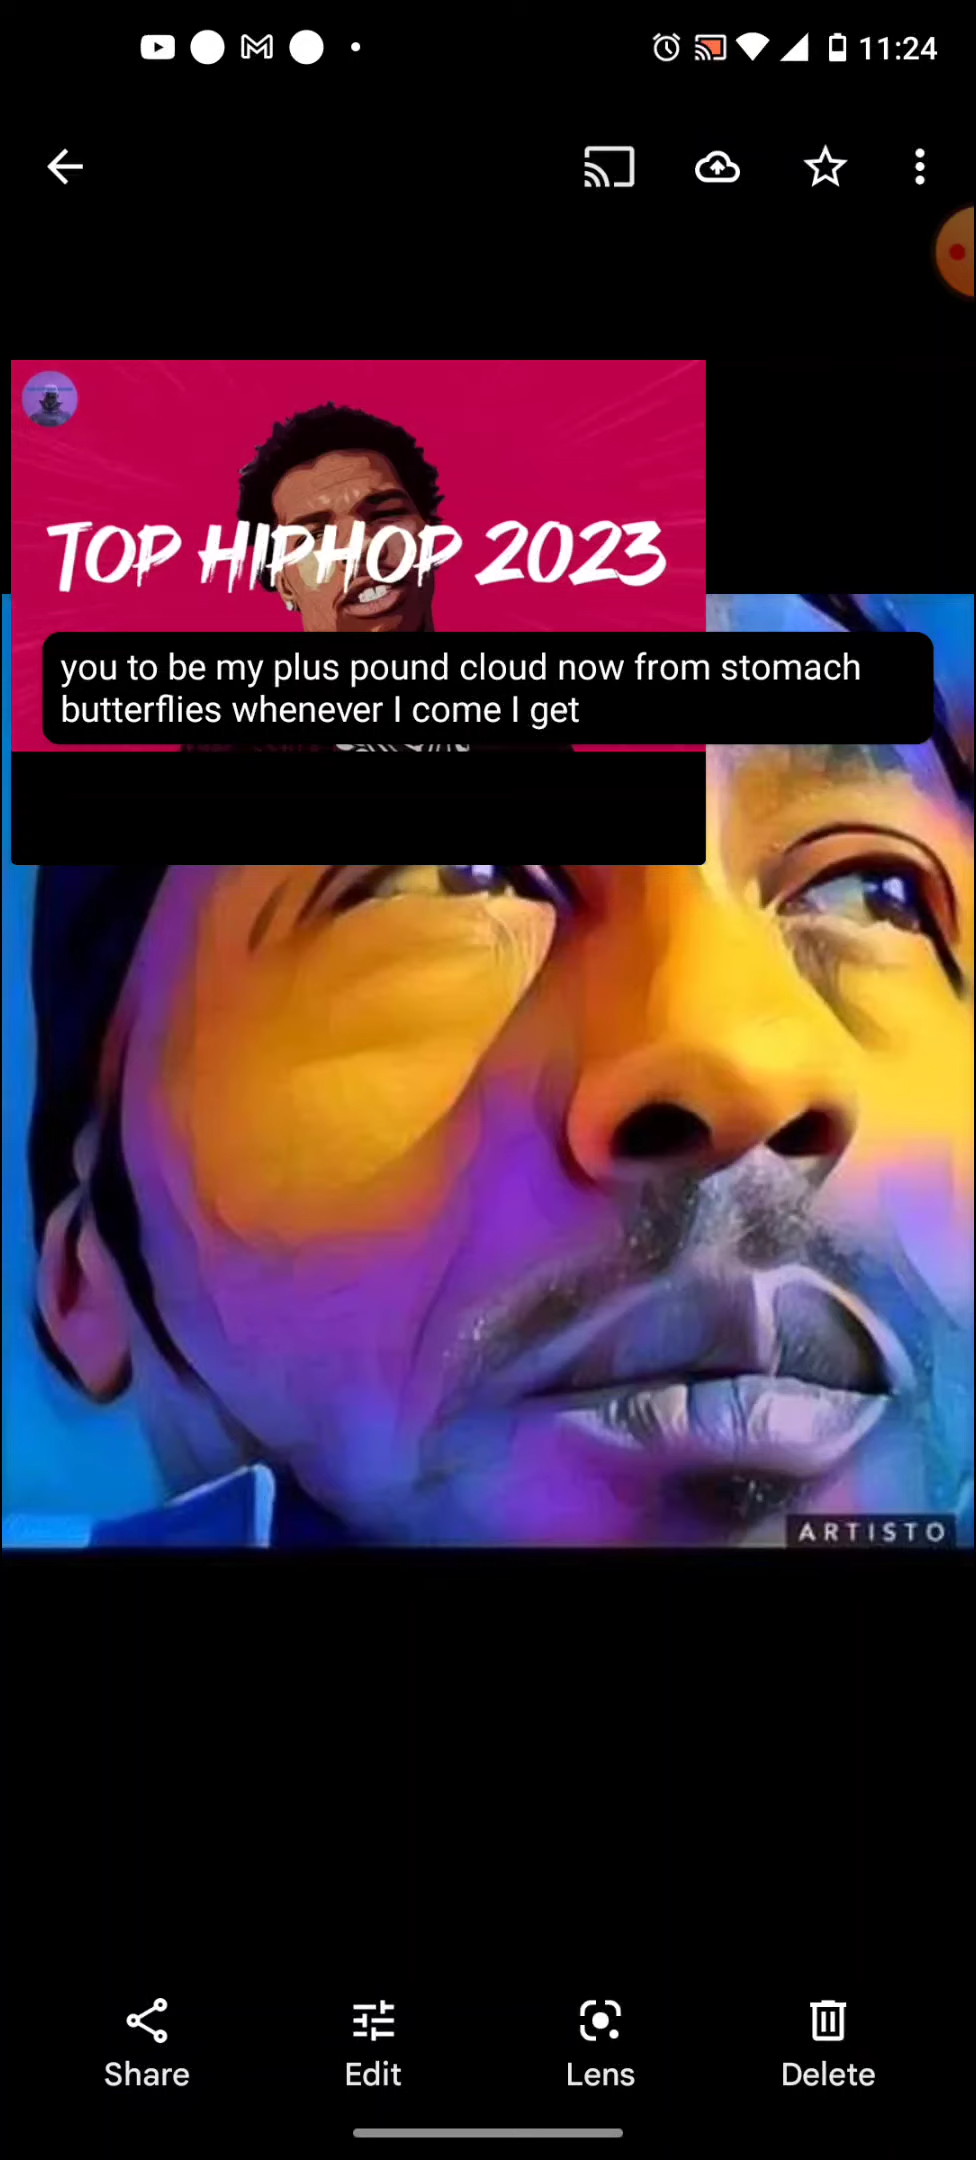 11:24
TOP HIPHOP 2023
you to be my plus pound cloud now from stomach
butterflies whenever I come I get
ARTISTO
Share Edit Lens Delete